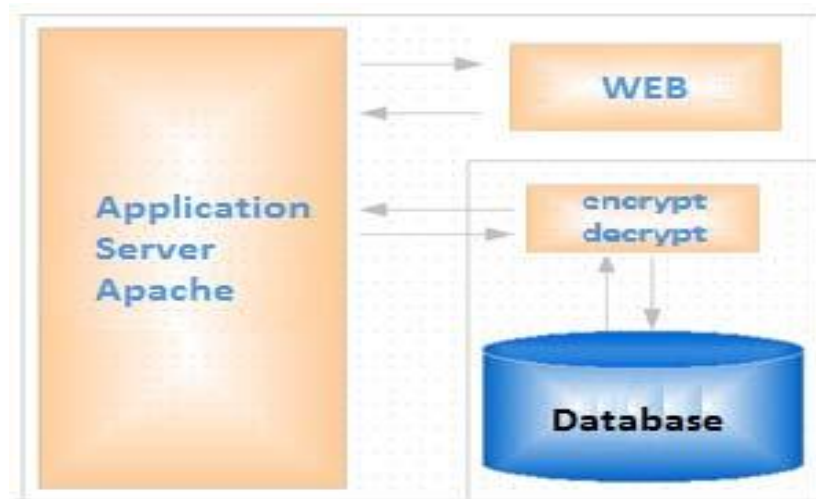 Application
Server
Apache
WEB
encrypt
decrypt
Database